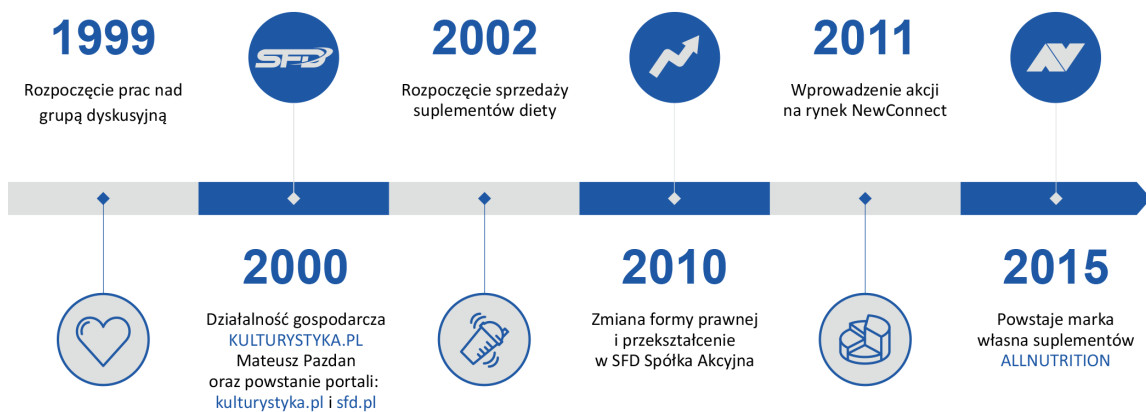 1999
Rozpoczęcie prac nad
grupą dyskusyjną
SFD
2000
Działalność gospodarcza
KULTURYSTYKA.PL
Mateusz Pazdan
oraz powstanie portali:
kulturystyka.pl i sfd.pl
2002
Rozpoczęcie sprzedaży
suplementów diety
2010
Zmiana formy prawnej
i przekształcenie
w SFD Spółka Akcyjna
2011
Wprowadzenie akcji
na rynek NewConnect
2015
Powstaje marka
własna suplementów
ALLNUTRITION